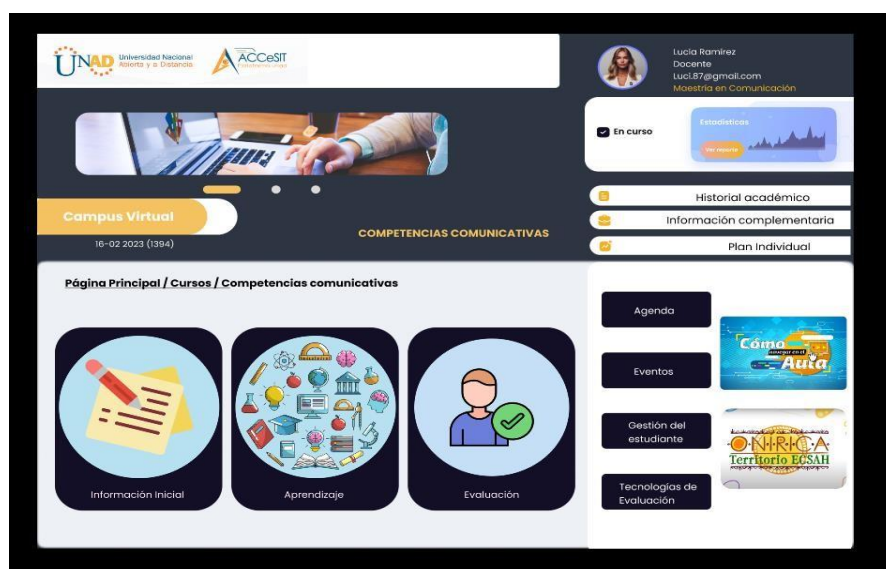 UNAD Universidad Nacional
Abierta y a Distancia
ACCeSIT
Lucia Ramirez
Docente
Luci.87@gmail.com
Maestría en Comunicación
En curso
Estadísticas
Ver reporte
Historial académico
Información complementaria
Plan Individual
Campus Virtual
16-02 2023 (1394)
COMPETENCIAS COMUNICATIVAS
Página Principal / Cursos / Competencias comunicativas
Información Inicial
Aprendizaje
Evaluación
Agenda
Eventos
Gestión del
estudiante
Tecnologías de
Evaluación
Cómo
navegar en el
Aula
ONIRICA
Territorio ECSAH